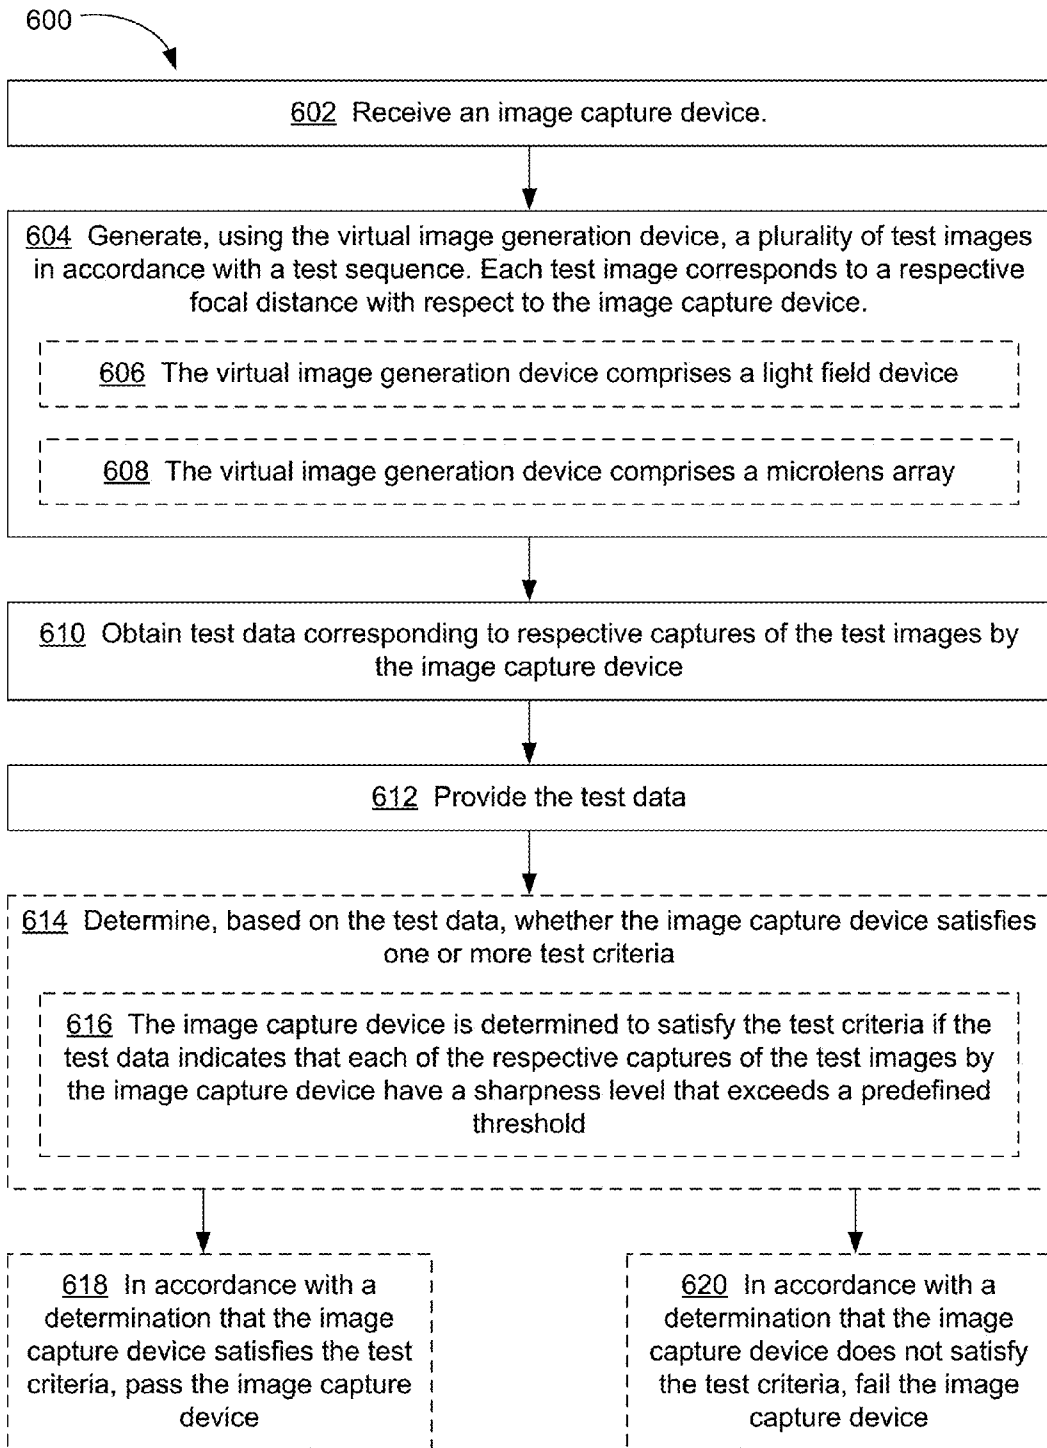 600
602 Receive an image capture device.
604 Generate, using the virtual image generation device, a plurality of test images
in accordance with a test sequence. Each test image corresponds to a respective
focal distance with respect to the image capture device.
606 The virtual image generation device comprises a light field device
608 The virtual image generation device comprises a microlens array
610 Obtain test data corresponding to respective captures of the test images by
the image capture device
612 Provide the test data
614 Determine, based on the test data, whether the image capture device satisfies
one or more test criteria
616 The image capture device is determined to satisfy the test criteria if the
test data indicates that each of the respective captures of the test images by
the image capture device have a sharpness level that exceeds a predefined
threshold
618 In accordance with a
determination that the image
capture device satisfies the test
criteria, pass the image capture
device
620 In accordance with a
determination that the image
capture device does not satisfy
the test criteria, fail the image
capture device